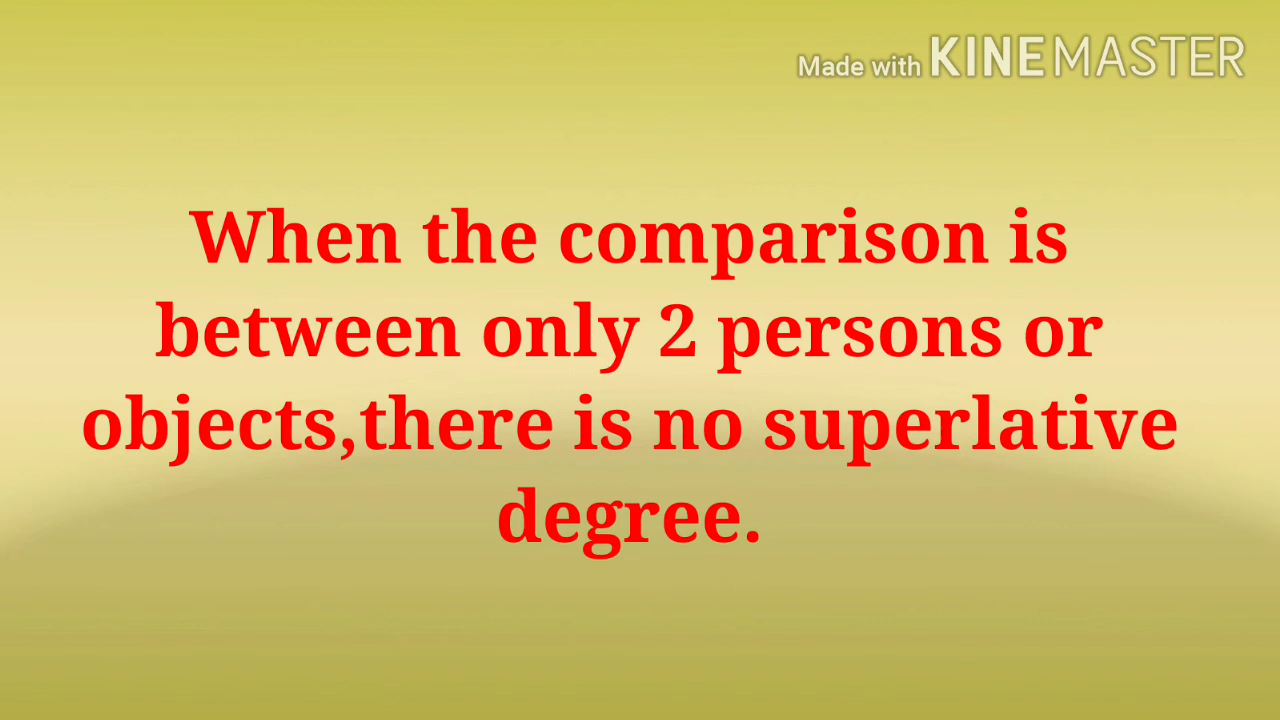 Made with KINEMASTER
When the comparison is
between only 2 persons or
objects,there is no superlative
degree.